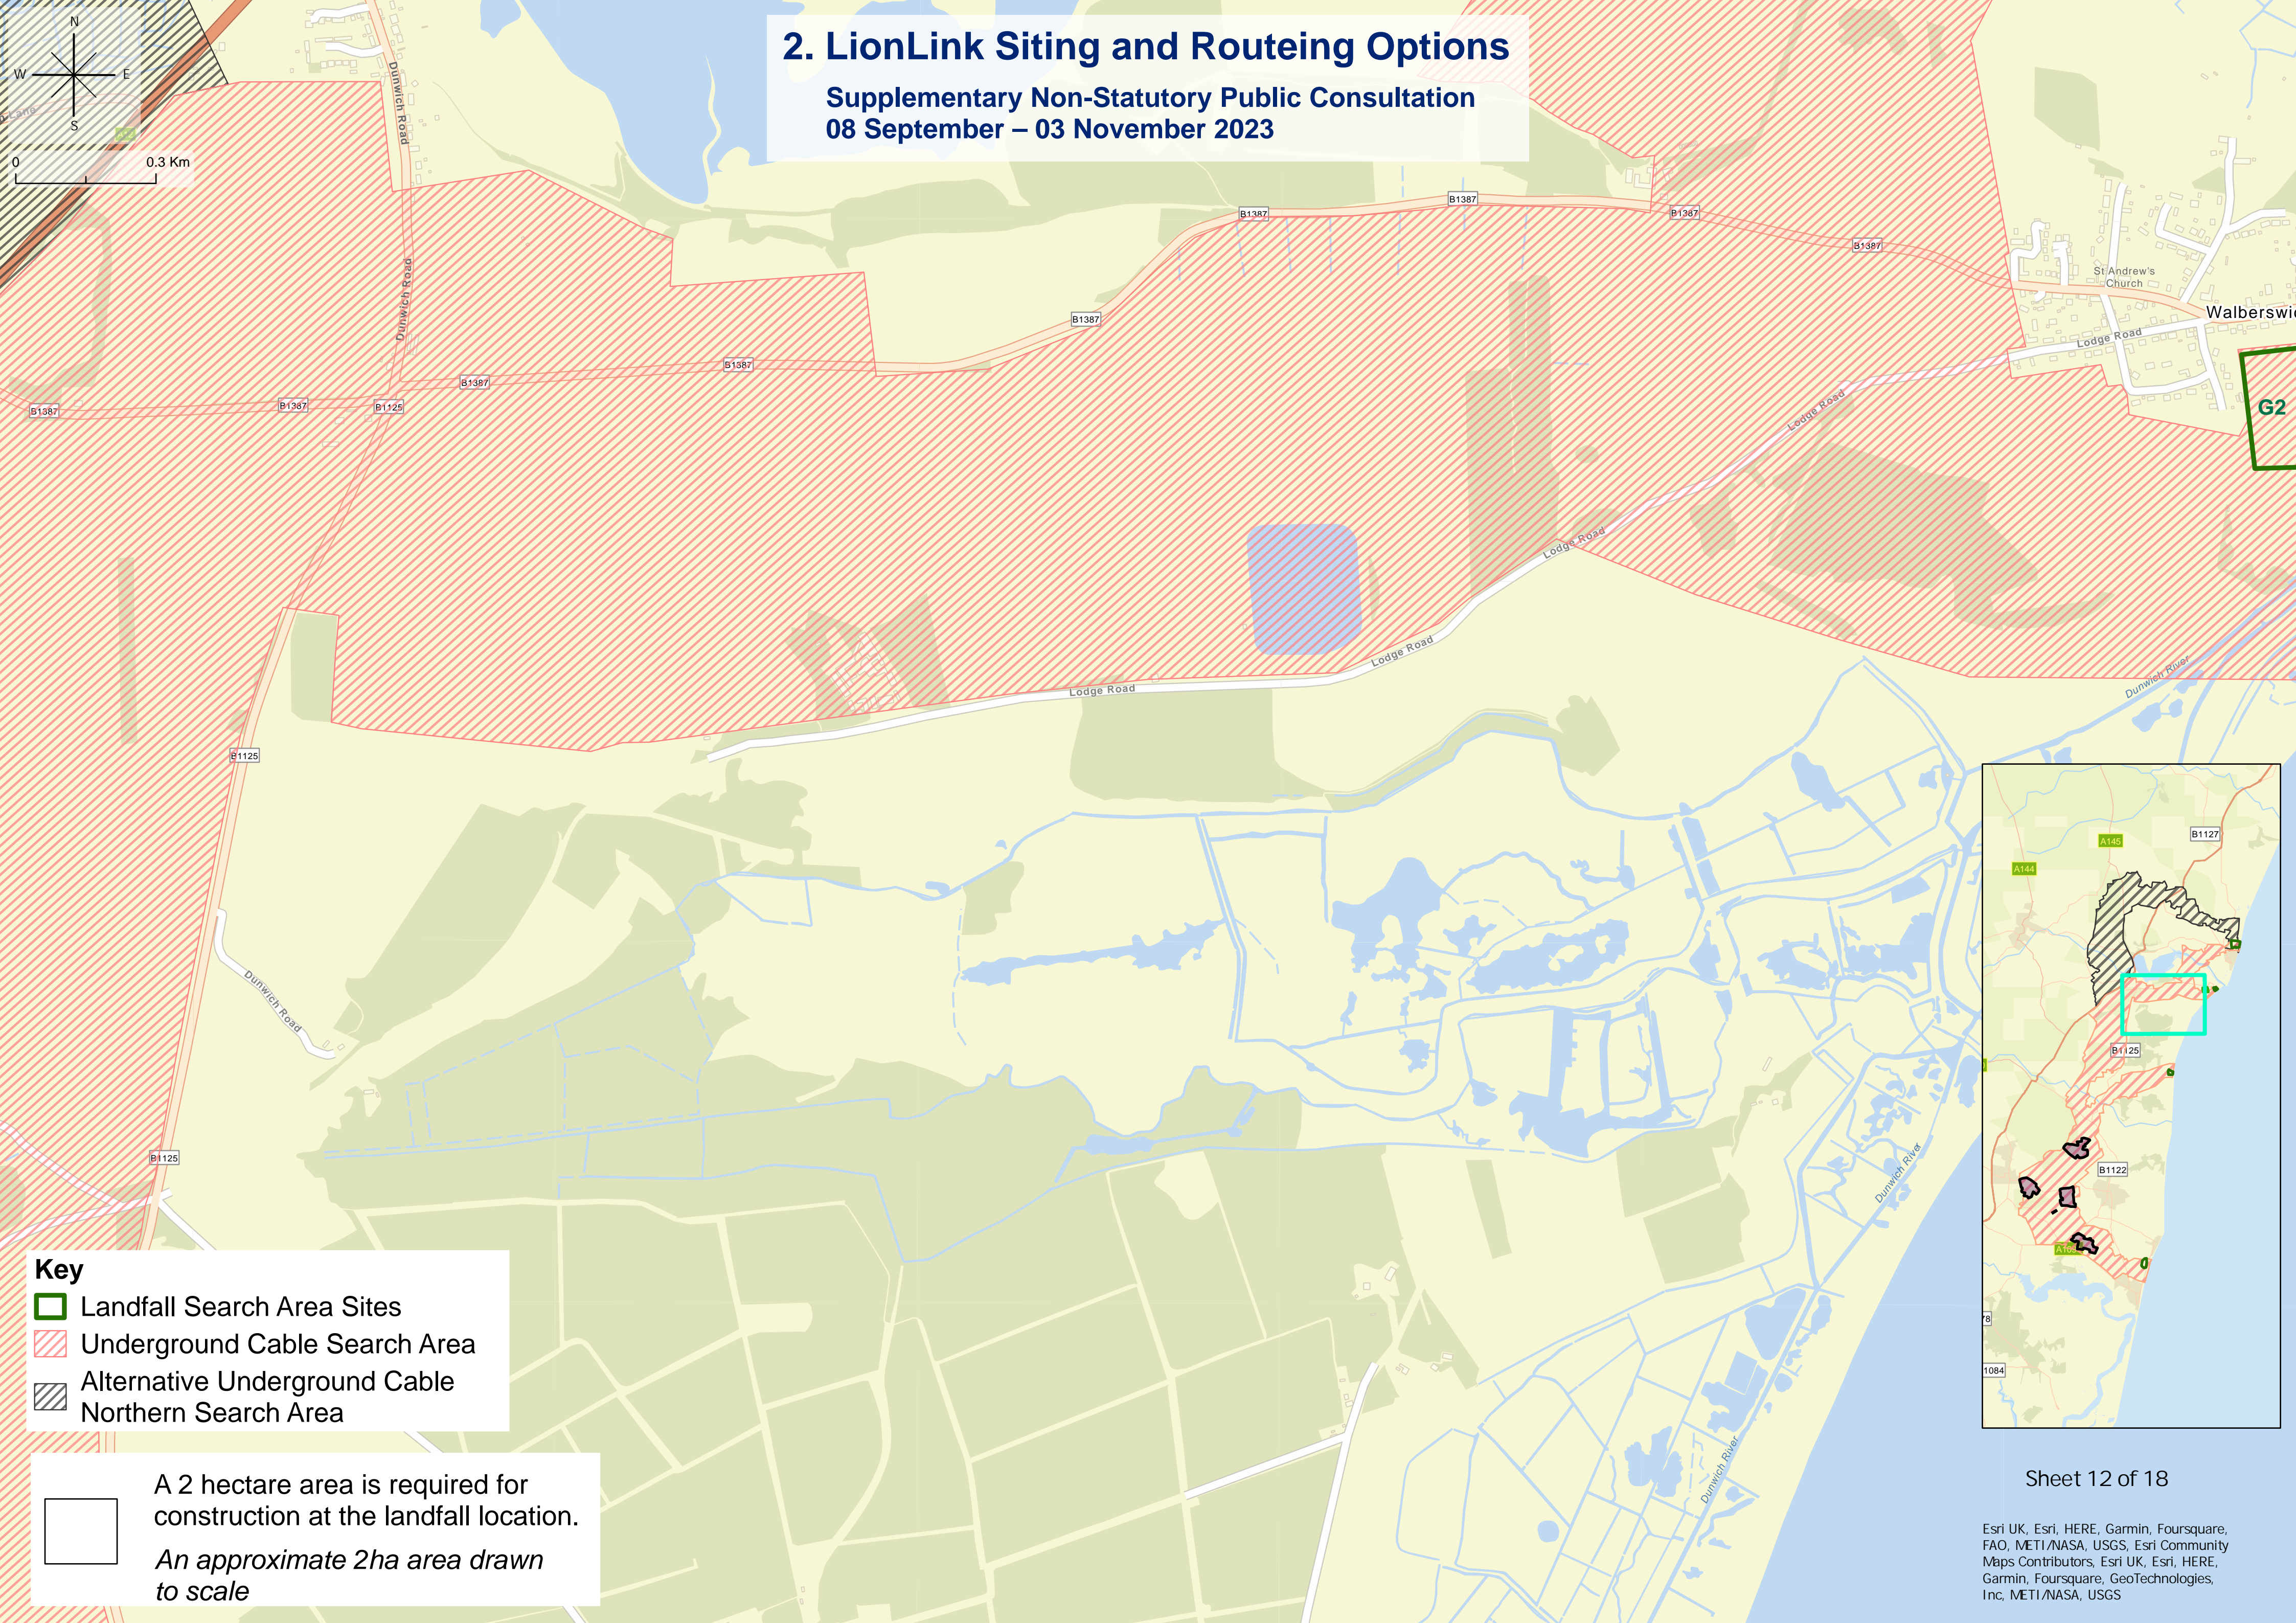 2. LionLink Siting and Routeing Options
Supplementary Non-Statutory Public Consultation
08 September – 03 November 2023
N
W E
S
0 0.3 Km
Lane
A12
Dunwich Road
Dunwich Road
B1387
B1387
B1387
B1387
B1387
B1387
B1387
B1387
B1387
B1125
St Andrew's
Church
Walberswi
Lodge Road
G2
Lodge Road
Lodge Road
Lodge Road
Lodge Road
Dunwich River
B1125
Dunwich Road
B1125
Dunwich River
Dunwich River
B1127
A145
A144
B1125
B1122
A10
78
1084
Key
Landfall Search Area Sites
Underground Cable Search Area
Alternative Underground Cable
Northern Search Area
A 2 hectare area is required for
construction at the landfall location.
An approximate 2ha area drawn
to scale
Sheet 12 of 18
Esri UK, Esri, HERE, Garmin, Foursquare,
FAO, METI/NASA, USGS, Esri Community
Maps Contributors, Esri UK, Esri, HERE,
Garmin, Foursquare, GeoTechnologies,
Inc, METI/NASA, USGS